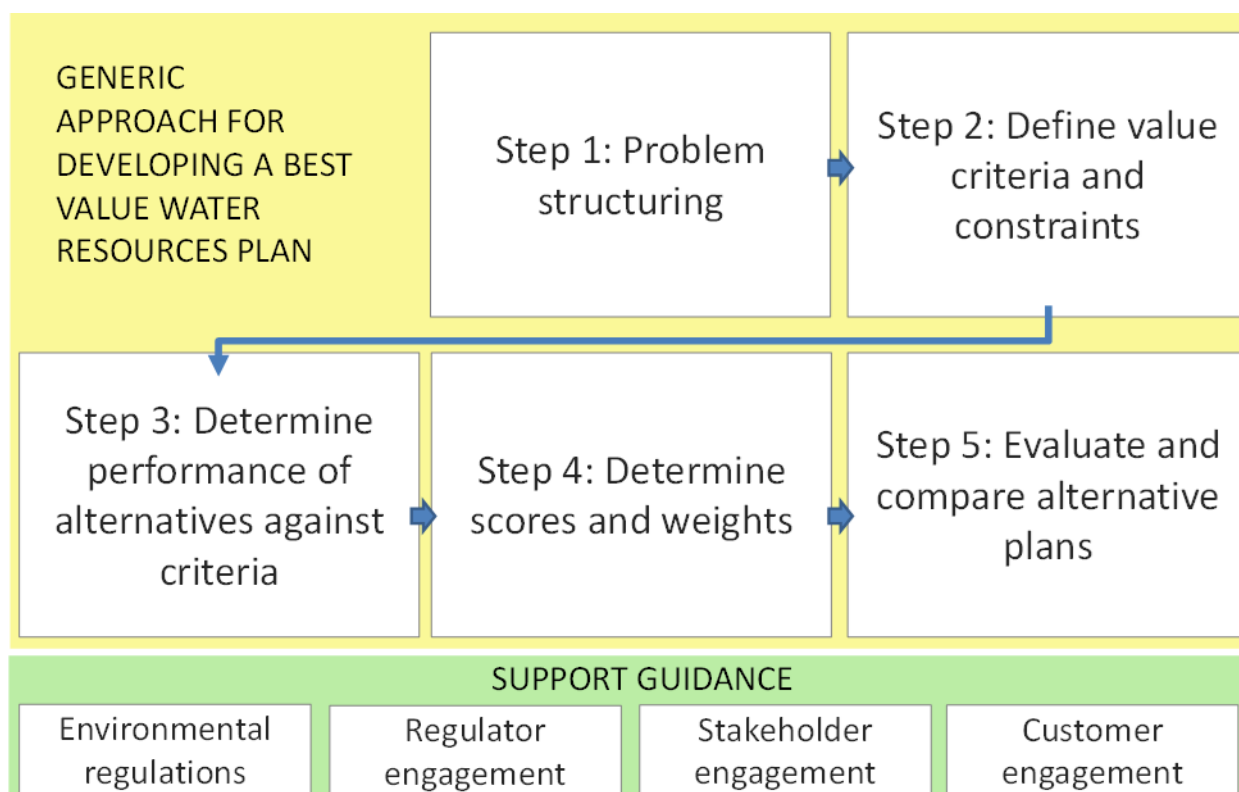 GENERIC
APPROACH FOR
DEVELOPING A BEST
VALUE WATER
RESOURCES PLAN
Step 1: Problem
structuring
Step 2: Define value
criteria and
constraints
Step 3: Determine
performance of
alternatives against
criteria
Step 4: Determine
scores and weights
Step 5: Evaluate and
compare alternative
plans
SUPPORT GUIDANCE
Environmental
regulations
Regulator
engagement
Stakeholder
engagement
Customer
engagement